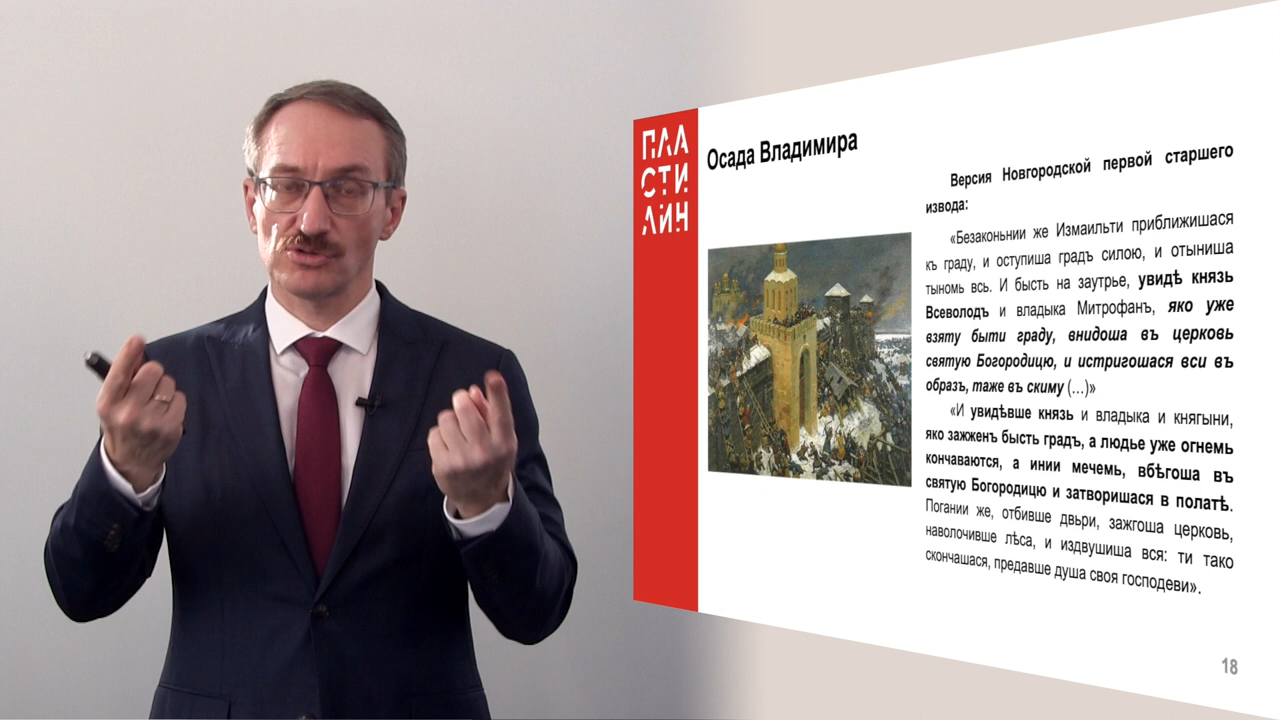 ПЛА
СТИ
ЛИН
Осада Владимира
Версия Новгородской первой старшего
извода:
«Безаконьнии же Измаильти приближишася
къ граду, и оступиша градъ силою, и отыниша
тыномь всь. И бысть на заутрье, увидѣ князь
Всеволодъ и владыка Митрофанъ, яко уже
взяту быти граду, внидоша въ церковь
святую Богородицю, и истригошася вси въ
образъ, таже въ скиму (...)»
«И увидѣвше князь и владыка и княгыни,
яко зажженъ бысть градъ, а людье уже огнемь
кончаваются, а инии мечемь, вбѣгоша въ
святую Богородицю и затворишася в полатѣ.
Погании же, отбивше двьри, зажгоша церковь,
наволочивше лѣса, и издвушиша вся: ти тако
скончашася, предавше душа своя господеви».
18